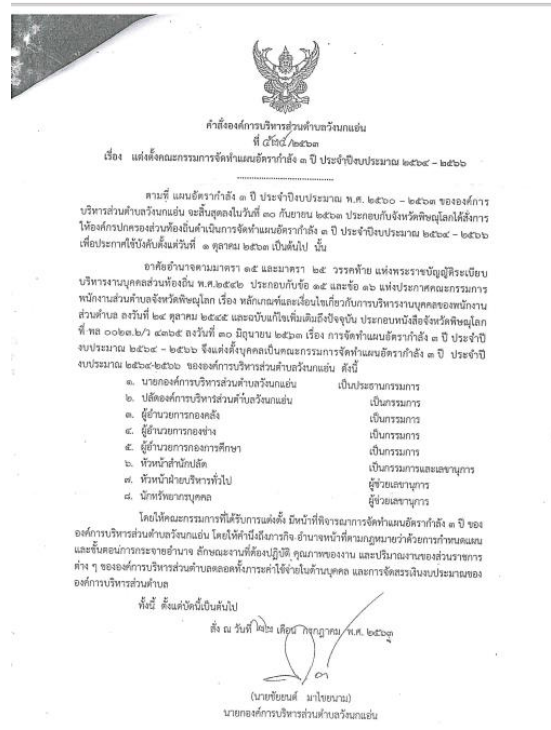 คำสั่งองค์การบริหารส่วนตำบลวังนกแอ่น
ที่ /๒๕๖๓
เรื่อง แต่งตั้งคณะกรรมการจัดทำแผนอัตรากำลัง ๓ ปี ประจำปีงบประมาณ ๒๕๖๔ – ๒๕๖๖
ตามที่ แผนอัตรากำลัง ๓ ปี ประจำปีงบประมาณ พ.ศ. ๒๕๖๐ – ๒๕๖๓ ขององค์การ
บริหารส่วนตำบลวังนกแอ่น จะสิ้นสุดลงในวันที่ ๓๐ กันยายน ๒๕๖๓ ประกอบกับจังหวัดพิษณุโลกได้สั่งการ
ให้องค์กรปกครองส่วนท้องถิ่นดำเนินการจัดทำแผนอัตรากำลัง ๓ ปี ประจำปีงบประมาณ ๒๕๖๔ – ๒๕๖๖
เพื่อประกาศใช้บังคับตั้งแต่วันที่ ๑ ตุลาคม ๒๕๖๓ เป็นต้นไป นั้น
อาศัยอำนาจตามมาตรา ๑๕ และมาตรา ๒๕ วรรคท้าย แห่งพระราชบัญญัติระเบียบ
บริหารงานบุคคลส่วนท้องถิ่น พ.ศ.๒๕๔๒ ประกอบกับข้อ ๑๕ และข้อ ๑๖ แห่งประกาศคณะกรรมการ
พนักงานส่วนตำบลจังหวัดพิษณุโลก เรื่อง หลักเกณฑ์และเงื่อนไขเกี่ยวกับการบริหารงานบุคคลของพนักงาน
ส่วนตำบล ลงวันที่ ๒๔ ตุลาคม ๒๕๔๕ และฉบับแก้ไขเพิ่มเติมถึงปัจจุบัน ประกอบหนังสือจังหวัดพิษณุโลก
ที่ พล ๐๐๒๓.๒/ว ๔๓๖๕ ลงวันที่ ๓๐ มิถุนายน ๒๕๖๓ เรื่อง การจัดทำแผนอัตรากำลัง ๓ ปี ประจำปี
งบประมาณ ๒๕๖๔ – ๒๕๖๖ จึงแต่งตั้งบุคคลเป็นคณะกรรมการจัดทำแผนอัตรากำลัง ๓ ปี ประจำปี
งบประมาณ ๒๕๖๔-๒๕๖๖ ขององค์การบริหารส่วนตำบลวังนกแอ่น ดังนี้
๑. นายกองค์การบริหารส่วนตำบลวังนกแอ่น เป็นประธานกรรมการ
๒. ปลัดองค์การบริหารส่วนตำบลวังนกแอ่น เป็นกรรมการ
๓. ผู้อำนวยการกองคลัง เป็นกรรมการ
๔. ผู้อำนวยการกองช่าง เป็นกรรมการ
๕. ผู้อำนวยการกองการศึกษา เป็นกรรมการ
๖. หัวหน้าสำนักปลัด เป็นกรรมการและเลขานุการ
๗. หัวหน้าฝ่ายบริหารทั่วไป ผู้ช่วยเลขานุการ
๘. นักทรัพยากรบุคคล ผู้ช่วยเลขานุการ
โดยให้คณะกรรมการที่ได้รับการแต่งตั้ง มีหน้าที่พิจารณาการจัดทำแผนอัตรากำลัง ๓ ปี ของ
องค์การบริหารส่วนตำบลวังนกแอ่น โดยให้คำนึงถึงภารกิจ อำนาจหน้าที่ตามกฎหมายว่าด้วยการกำหนดแผน
และขั้นตอนการกระจายอำนาจ ลักษณะงานที่ต้องปฏิบัติ คุณภาพของงาน และปริมาณงานของส่วนราชการ
ต่าง ๆ ขององค์การบริหารส่วนตำบลตลอดทั้งภาระค่าใช้จ่ายในด้านบุคคล และการจัดสรรเงินงบประมาณของ
องค์การบริหารส่วนตำบล
ทั้งนี้ ตั้งแต่บัดนี้เป็นต้นไป
สั่ง ณ วันที่ ๒๒ เดือน กรกฎาคม พ.ศ. ๒๕๖๓
(นายชัยยนต์ มาไชยนาม)
นายกองค์การบริหารส่วนตำบลวังนกแอ่น